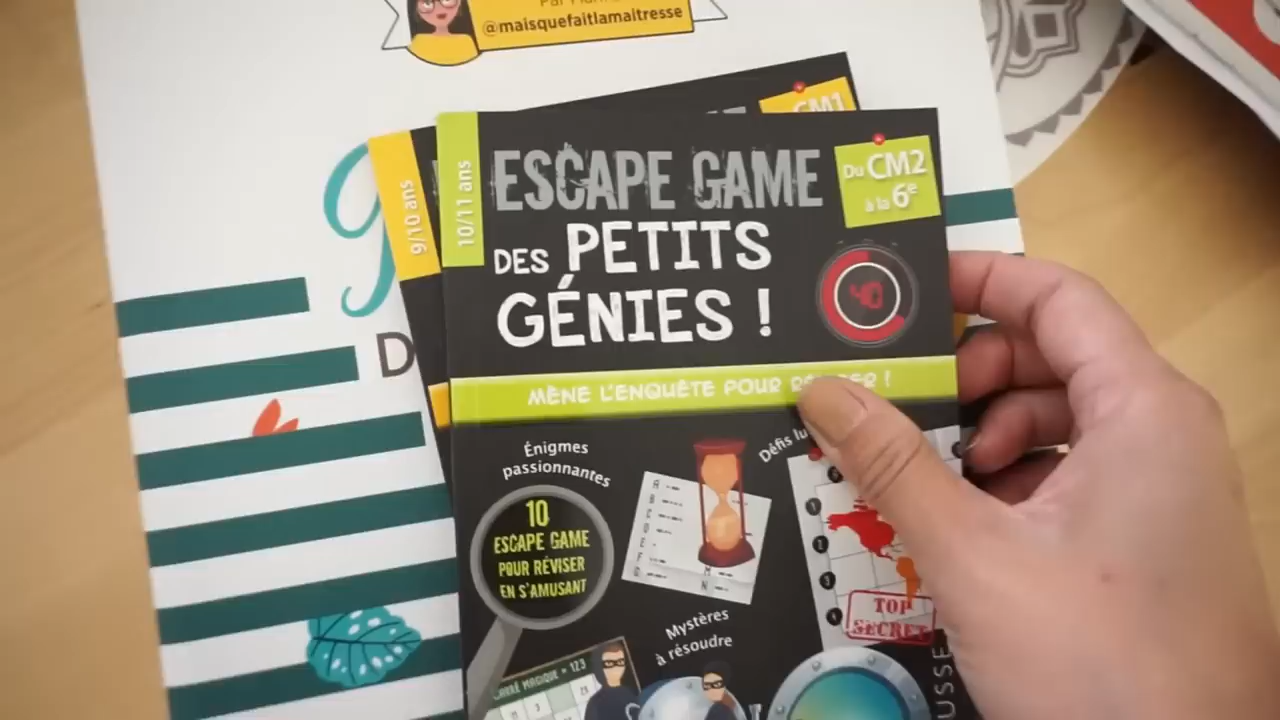 @maisquefaitlamaitresse
CM1
9/10 ans
10/11 ans
ESCAPE GAME
DES PETITS
GÉNIES !
Du CM2
à la 6e
40
MÈNE L'ENQUÊTE POUR
Énigmes
passionnantes
Défis
10
ESCAPE GAME
POUR RÉVISER
EN S'AMUSANT
Mystères
à résoudre
TOP
SECRET
CARRÉ MAGIQUE = 123